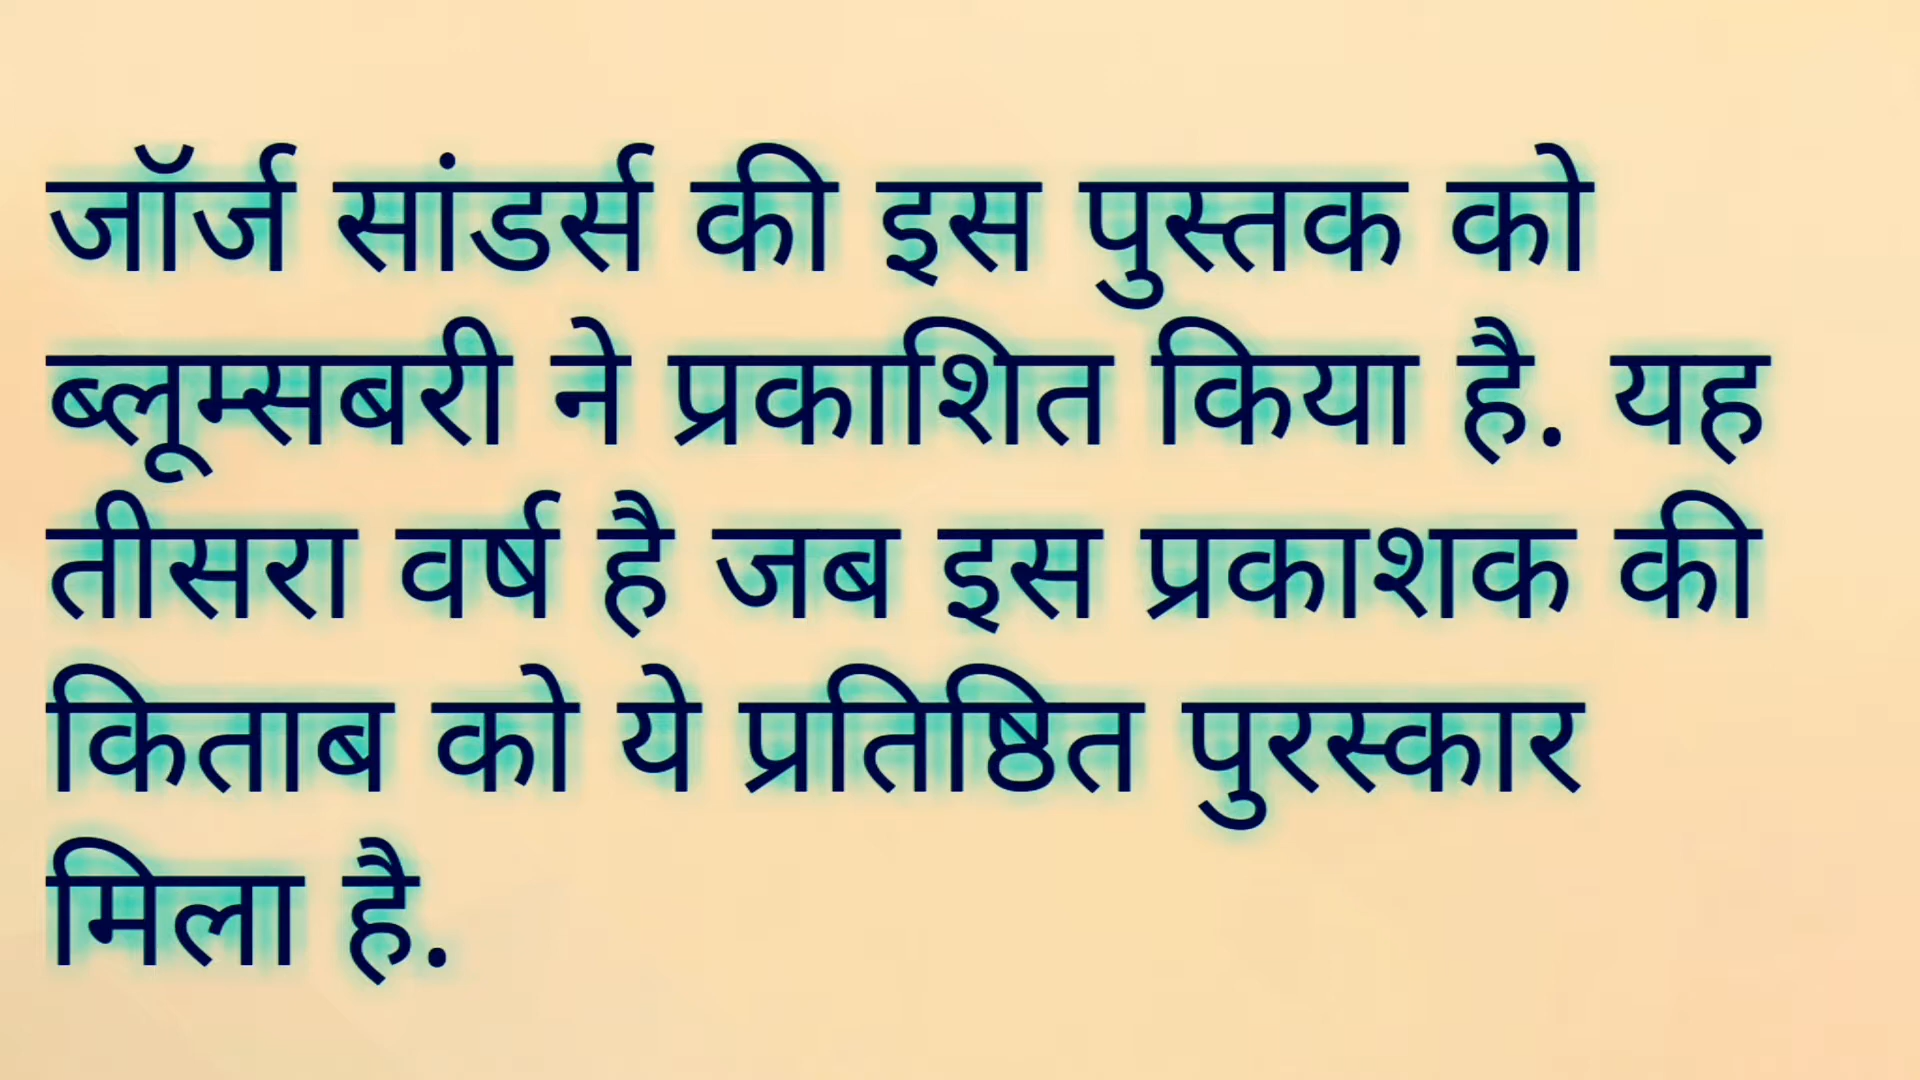 जॉर्ज सांडर्स की इस पुस्तक को
ब्लूम्सबरी ने प्रकाशित किया है. यह
तीसरा वर्ष है जब इस प्रकाशक की
किताब को ये प्रतिष्ठित पुरस्कार
मिला है.